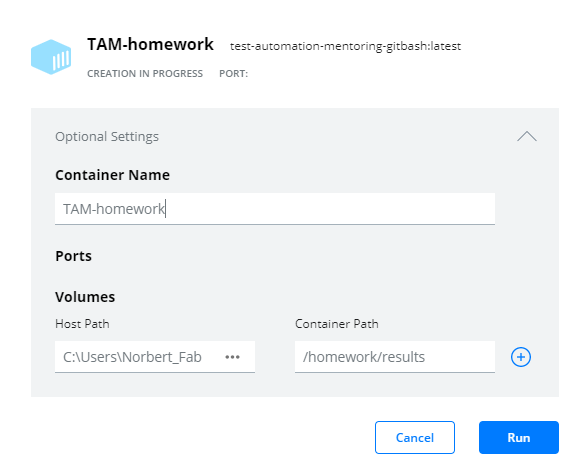 TAM-homework test-automation-mentoring-gitbash:latest
CREATION IN PROGRESS PORT:
Optional Settings
Container Name
TAM-homework
Ports
Volumes
Host Path Container Path
C:\Users\Norbert_Fab ••• /homework/results
Cancel Run